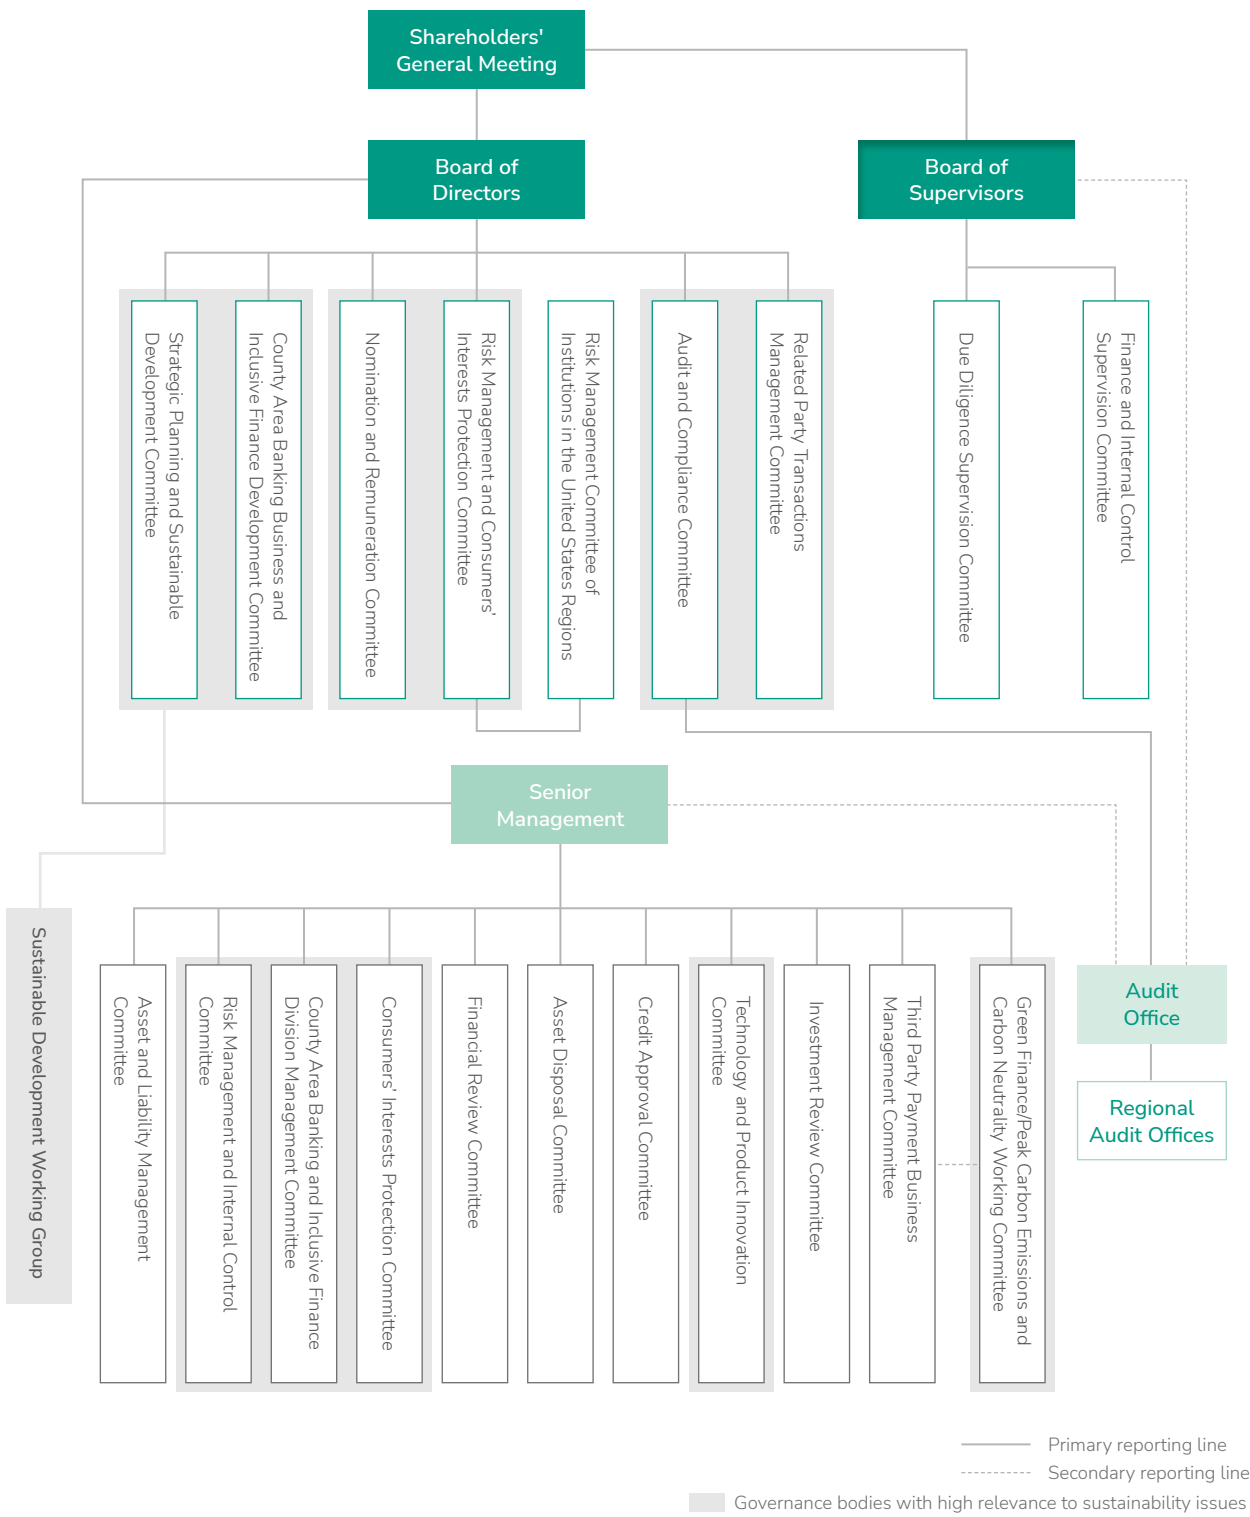 Shareholders'
General Meeting
Board of
Directors
Board of
Supervisors
Strategic Planning and Sustainable
Development Committee
County Area Banking Business and
Inclusive Finance Development Committee
Nomination and Remuneration Committee
Risk Management and Consumers'
Interests Protection Committee
Risk Management Committee of
Institutions in the United States Regions
Audit and Compliance Committee
Related Party Transactions
Management Committee
Due Diligence Supervision Committee
Finance and Internal Control
Supervision Committee
Senior
Management
Sustainable Development Working Group
Asset and Liability Management
Committee
Risk Management and Internal Control
Committee
County Area Banking and Inclusive Finance
Division Management Committee
Consumers' Interests Protection Committee
Financial Review Committee
Asset Disposal Committee
Credit Approval Committee
Technology and Product Innovation
Committee
Investment Review Committee
Third Party Payment Business
Management Committee
Green Finance/Peak Carbon Emissions and
Carbon Neutrality Working Committee
Audit
Office
Regional
Audit Offices
Primary reporting line
Secondary reporting line
Governance bodies with high relevance to sustainability issues